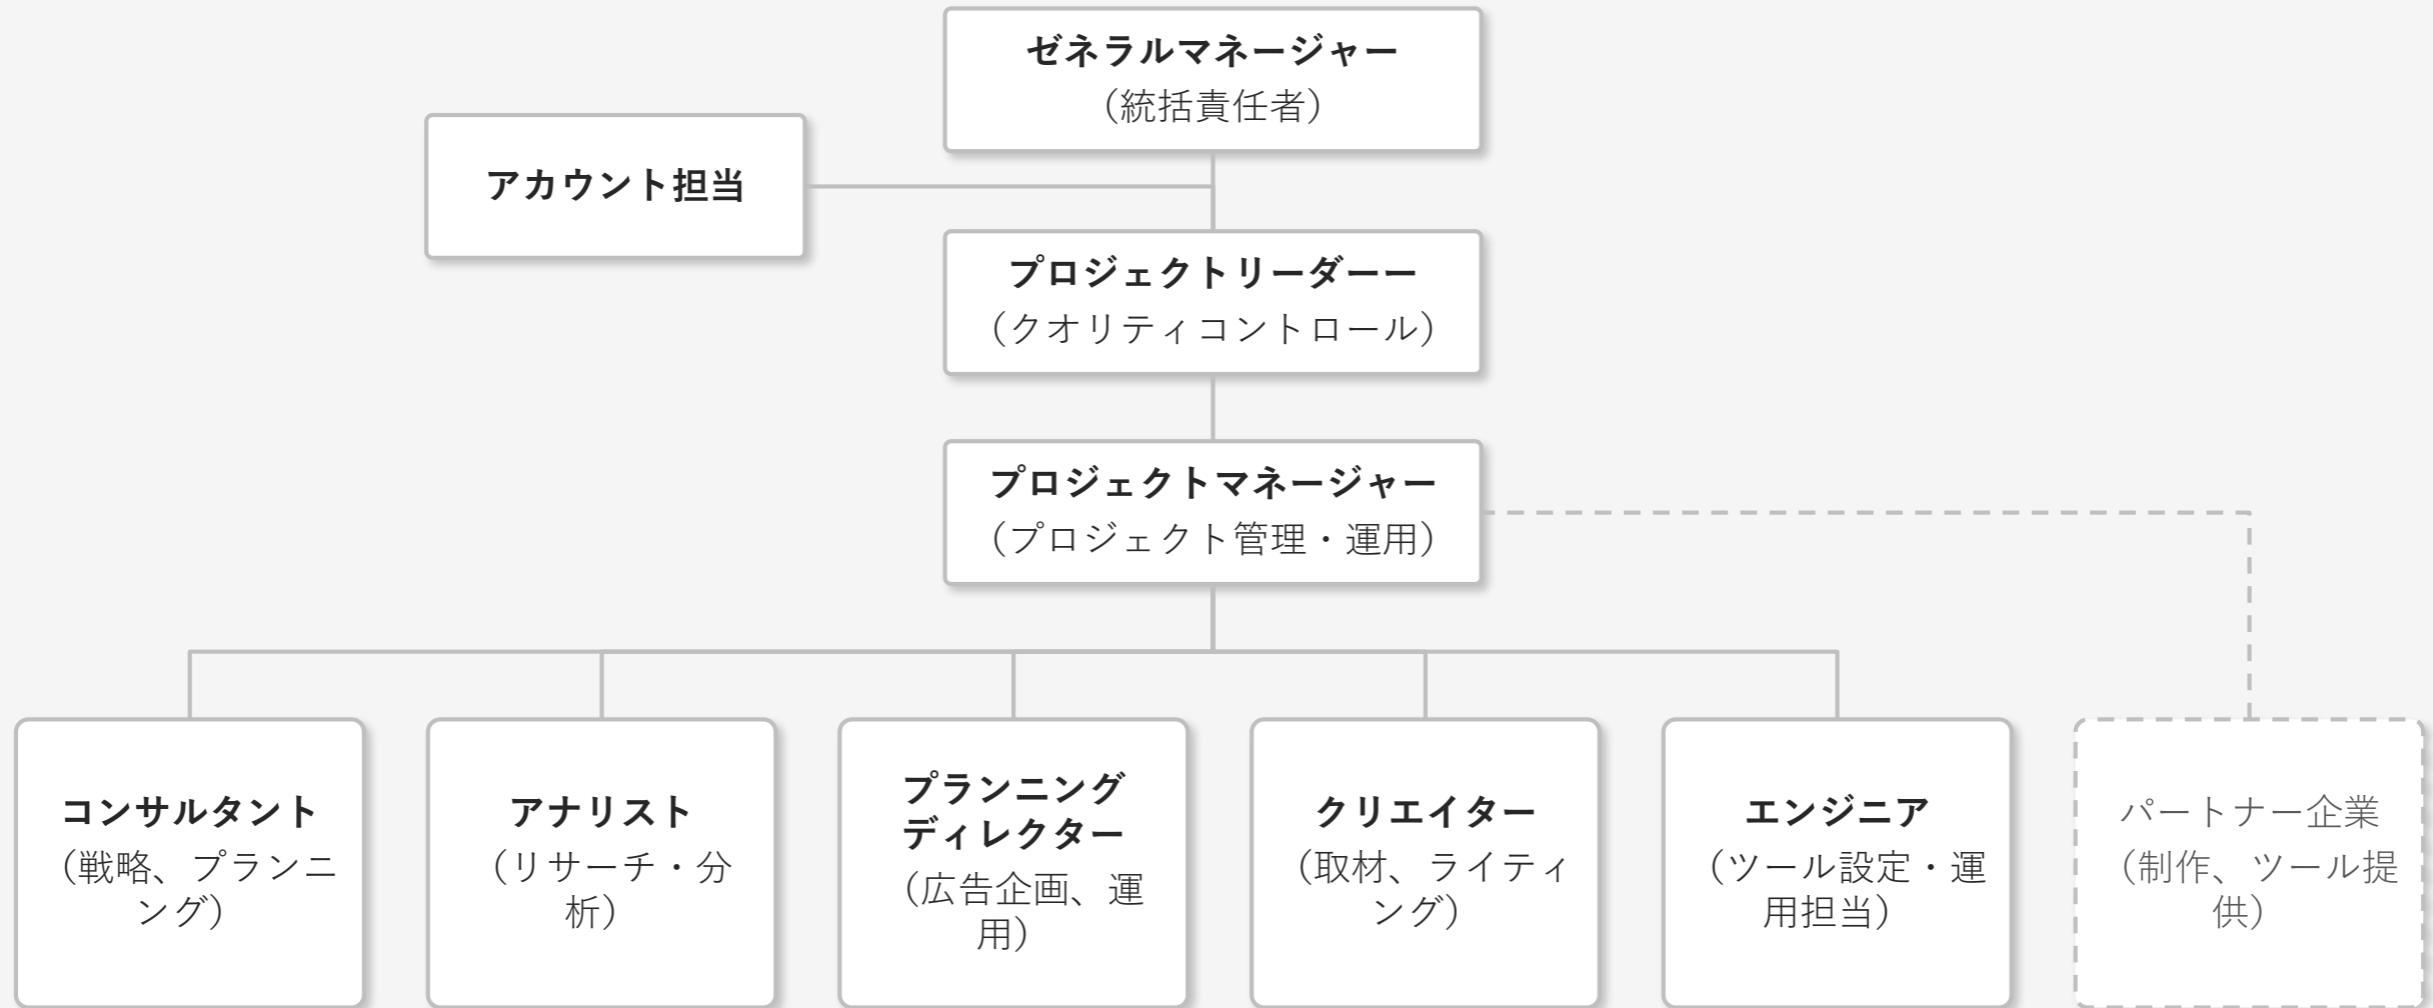 ゼネラルマネージャー
（統括責任者）
アカウント担当
プロジェクトリーダーー
（クオリティコントロール）
プロジェクトマネージャー
（プロジェクト管理・運用）
コンサルタント
（戦略、プランニ
ング）
アナリスト
（リサーチ・分
析）
プランニング
ディレクター
（広告企画、運
用）
クリエイター
（取材、ライティ
ング）
エンジニア
（ツール設定・運
用担当）
パートナー企業
（制作、ツール提
供）